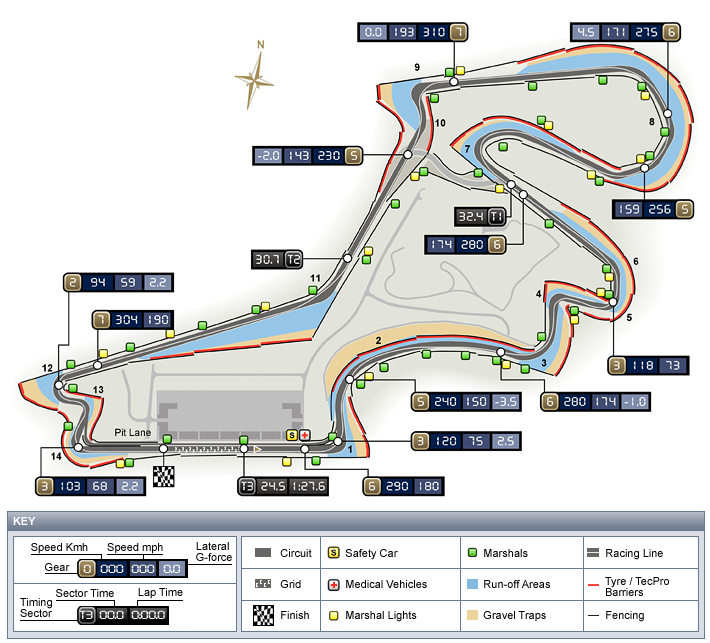 N
0.0 193 310 7
4.5 171 275 6
9
10
8
7
-2.0 143 230 5
159 256 5
32.4 T1
174 280 6
30.7 T2
6
11
4
5
2 94 59 2.2
7 304 190
2
3
3 118 73
12
13
5 240 150 -3.5
6 280 174 -1.0
Pit Lane
S
3 120 75 2.5
1
14
3 103 68 2.2
T3 24.5 1:27.6
6 290 180
KEY
Speed Kmh Speed mph Lateral G-force
Gear 0 000 000 0.0
Sector Time Lap Time
Timing Sector T3 00.0 0:00.0
Circuit
S Safety Car
Marshals
Racing Line
Grid
Medical Vehicles
Run-off Areas
Tyre / TecPro Barriers
Finish
Marshal Lights
Gravel Traps
Fencing